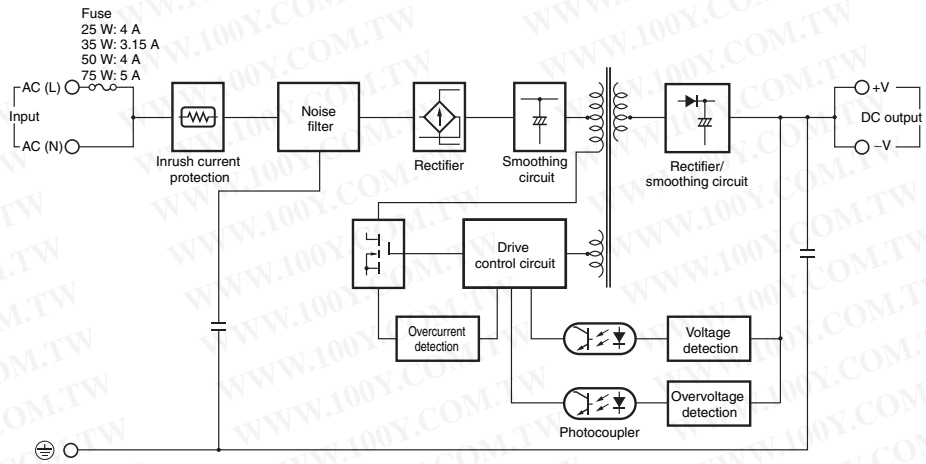 Fuse
25 W: 4 A
35 W: 3.15 A
50 W: 4 A
75 W: 5 A
AC (L)
Input
AC (N)
Inrush current
protection
Noise
filter
Rectifier
Smoothing
circuit
Rectifier/
smoothing circuit
+V
DC output
–V
Drive
control circuit
Overcurrent
detection
Voltage
detection
Overvoltage
detection
Photocoupler
WWW.100Y.COM.TW